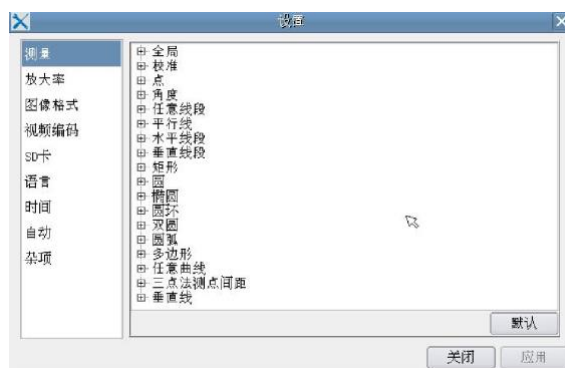 设置
测量
放大率
图像格式
视频编码
SD卡
语言
时间
自动
杂项
全局
校准
点
角度
任意线段
平行线
水平线段
垂直线段
矩形
圆
椭圆
圆环
双圆
圆弧
多边形
任意曲线
三点法测点间距
垂直线
默认
关闭
应用